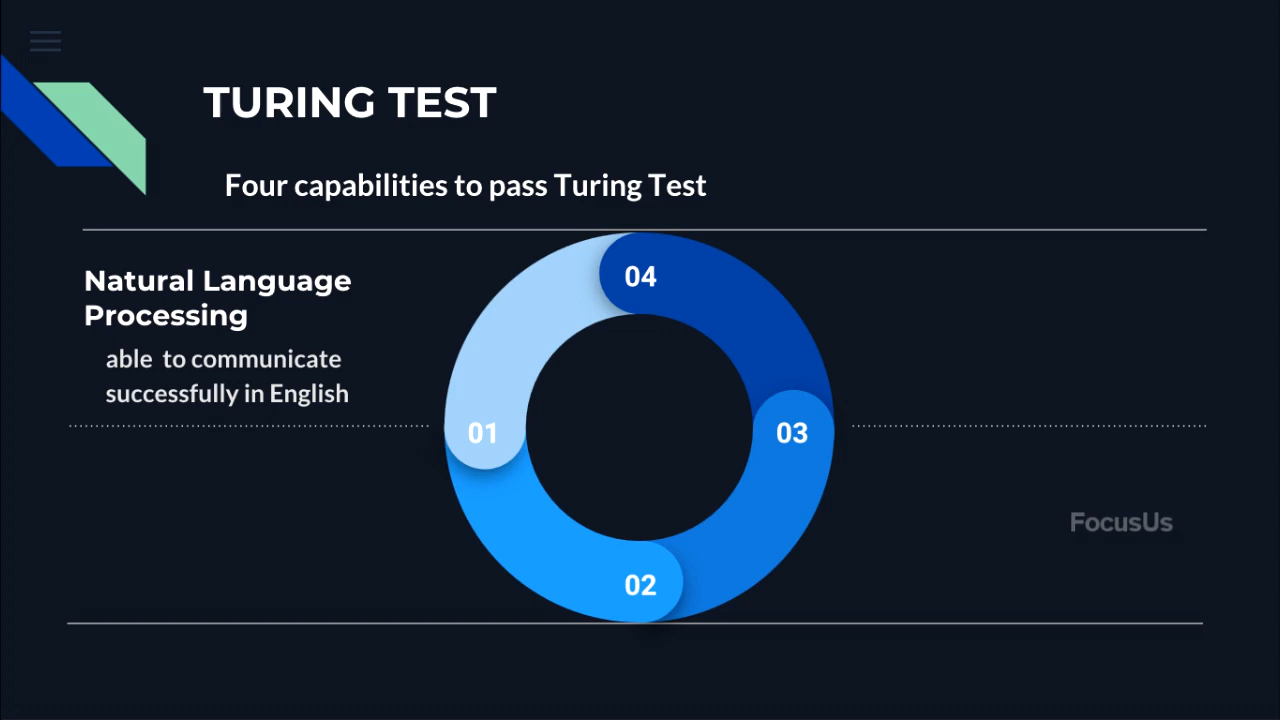 TURING TEST
Four capabilities to pass Turing Test
Natural Language
Processing
able to communicate
successfully in English
04
01
03
02
FocusUs